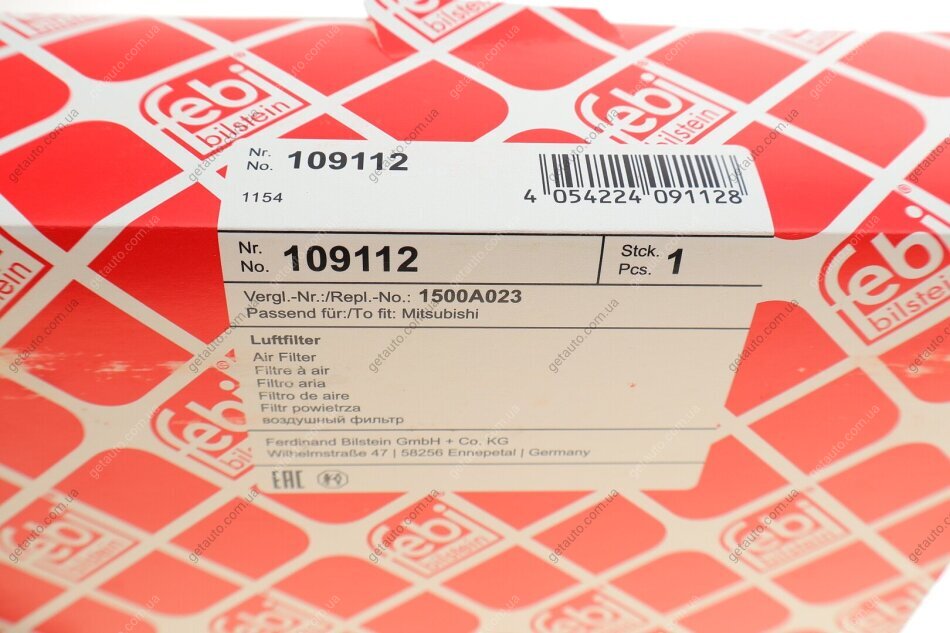 febi
bilstein
Nr.
No. 109112
1154
4 054224 091128
Nr.
No. 109112
Stck.
Pcs. 1
Vergl.-Nr.:/Repl.-No.: 1500A023
Passend für:/To fit: Mitsubishi
Luftfilter
Air Filter
Filtre à air
Filtro aria
Filtro de aire
Filtr powietrza
воздушный фильтр
Ferdinand Bilstein GmbH + Co. KG
Wilhelmstraße 47 | 58256 Ennepetal | Germany
EAC
getauto.com.ua